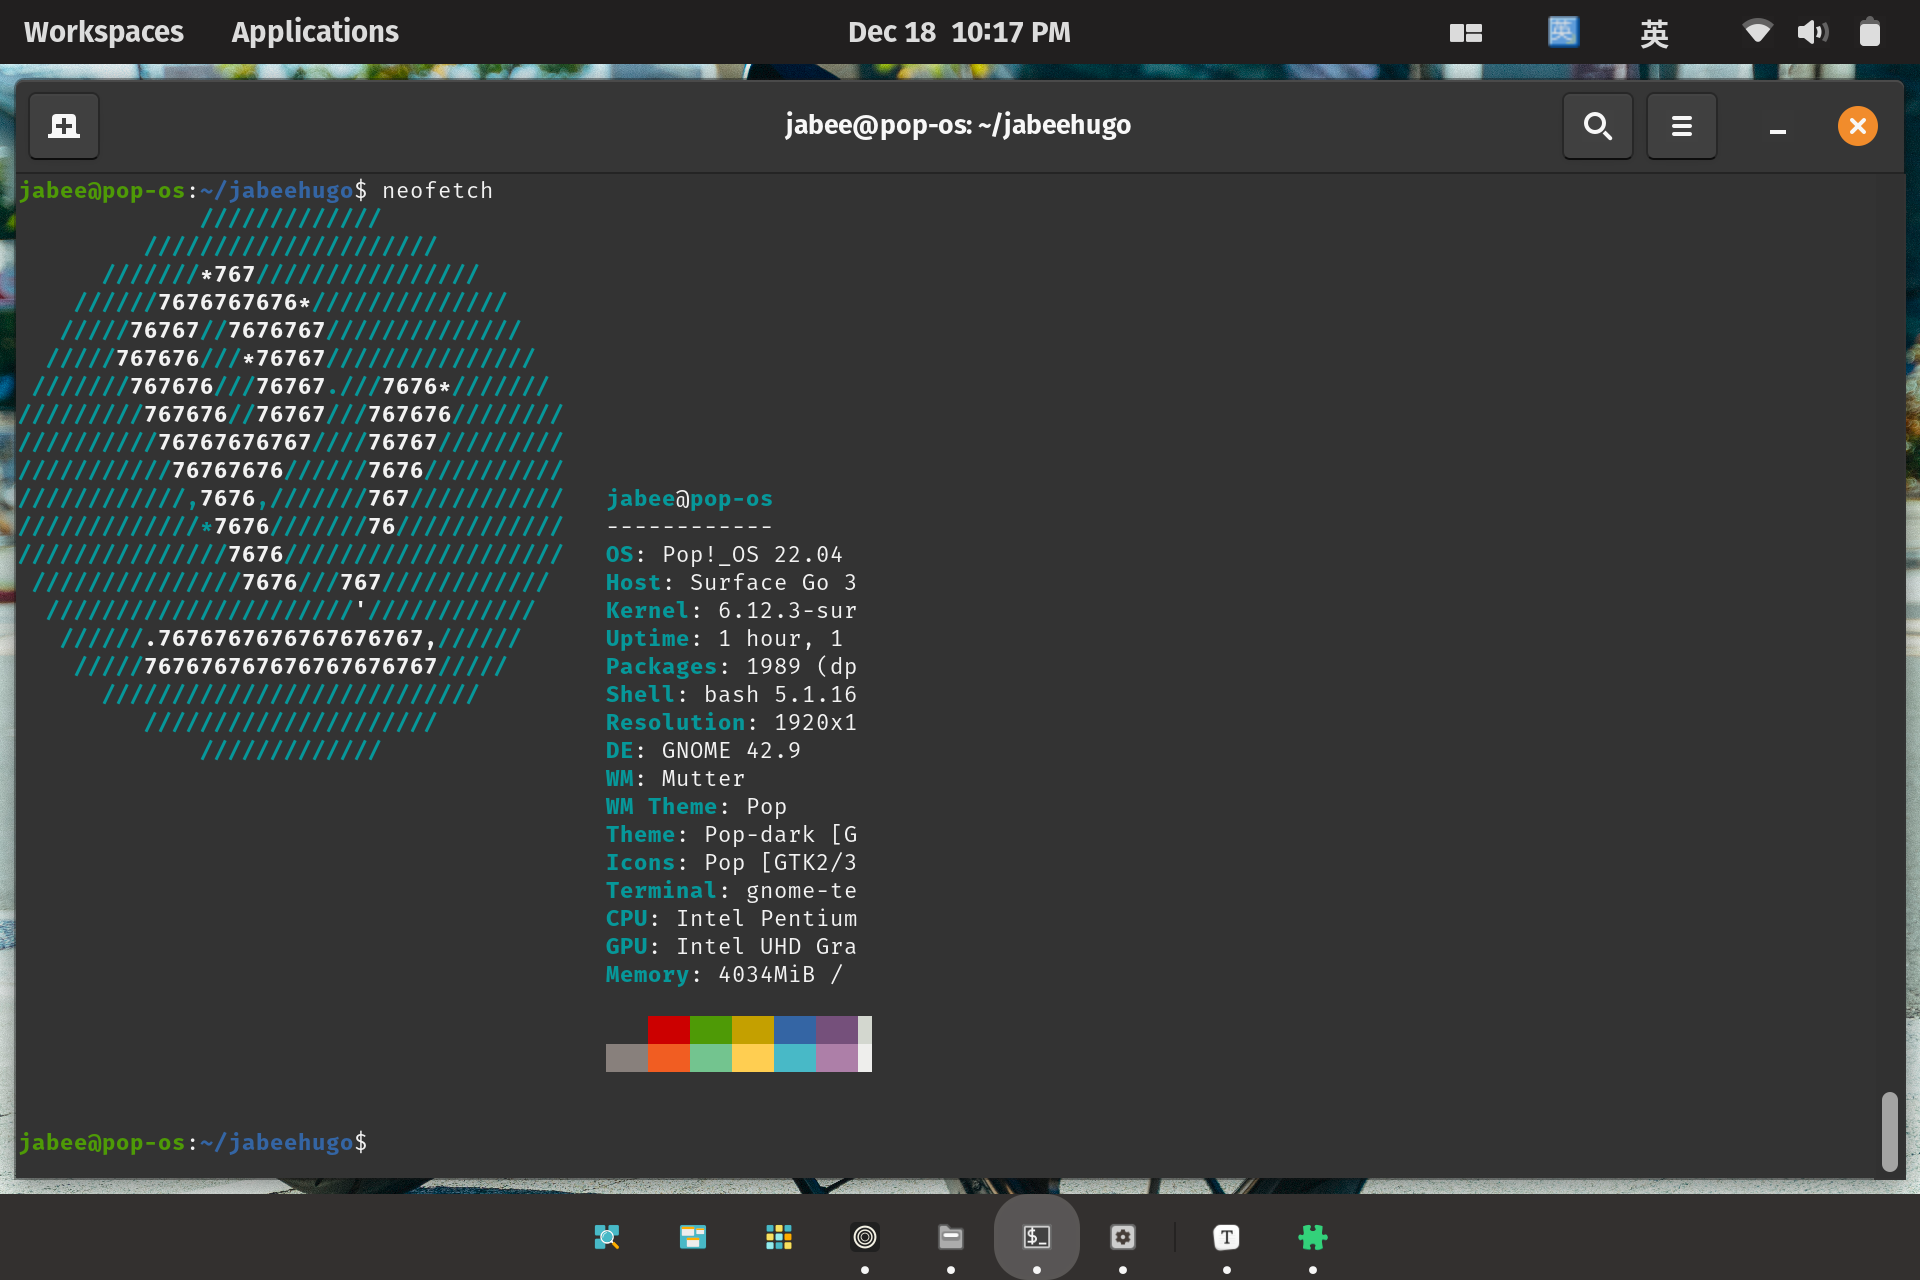 Workspaces Applications Dec 18 10:17 PM 英 英
jabee@pop-os: ~/jabeehugo
jabee@pop-os:~/jabeehugo$ neofetch
/////////////
/////////////////////
///////*767////////////////
//////7676767676*//////////////
/////76767//7676767//////////////
/////767676///*76767///////////////
///////767676///76767.///7676*///////
/////////767676//76767///767676////////
//////////76767676767////76767/////////
///////////76767676//////7676//////////
////////////,7676,///////767///////////
/////////////*7676///////76////////////
///////////////7676////////////////////
///////////////7676///767////////////
//////////////////////'////////////
//////.7676767676767676767,//////
/////767676767676767676767/////
///////////////////////////
/////////////////////
/////////////
jabee@pop-os
------------
OS: Pop!_OS 22.04
Host: Surface Go 3
Kernel: 6.12.3-sur
Uptime: 1 hour, 1
Packages: 1989 (dp
Shell: bash 5.1.16
Resolution: 1920x1
DE: GNOME 42.9
WM: Mutter
WM Theme: Pop
Theme: Pop-dark [G
Icons: Pop [GTK2/3
Terminal: gnome-te
CPU: Intel Pentium
GPU: Intel UHD Gra
Memory: 4034MiB /
jabee@pop-os:~/jabeehugo$
$_ T